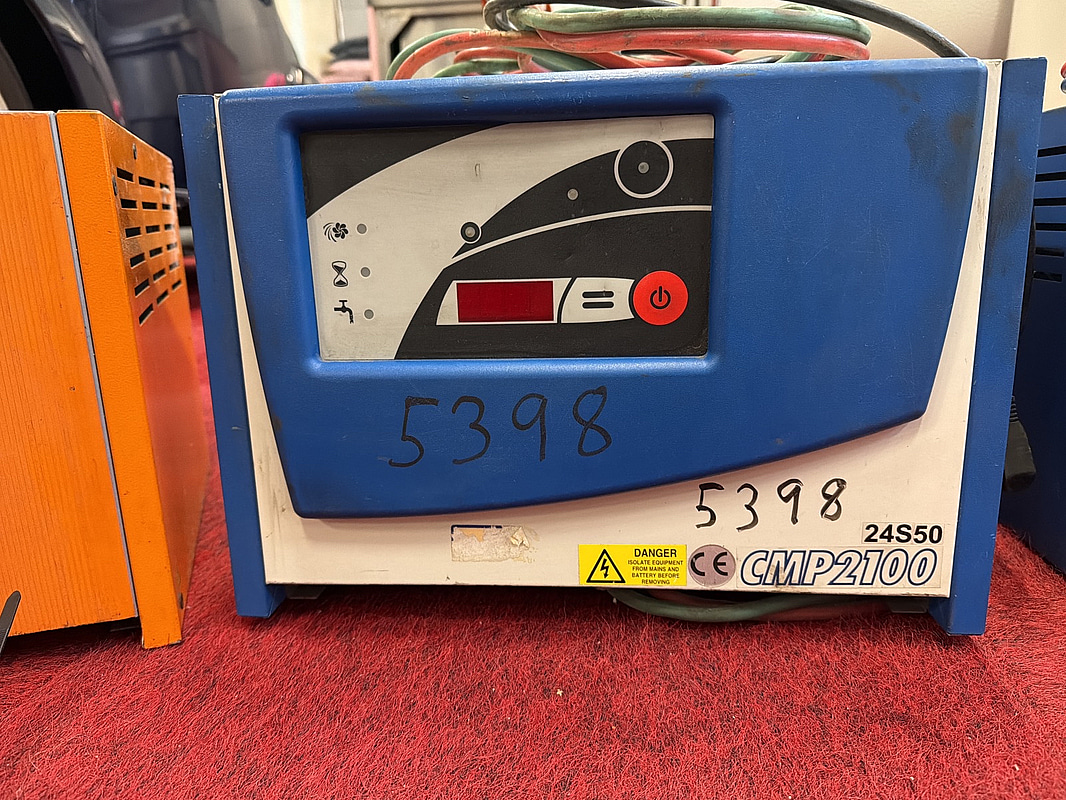 5398
5398
24S50
DANGER
ISOLATE EQUIPMENT
FROM MAINS AND
BATTERY BEFORE
REMOVING
CE
CMP2100